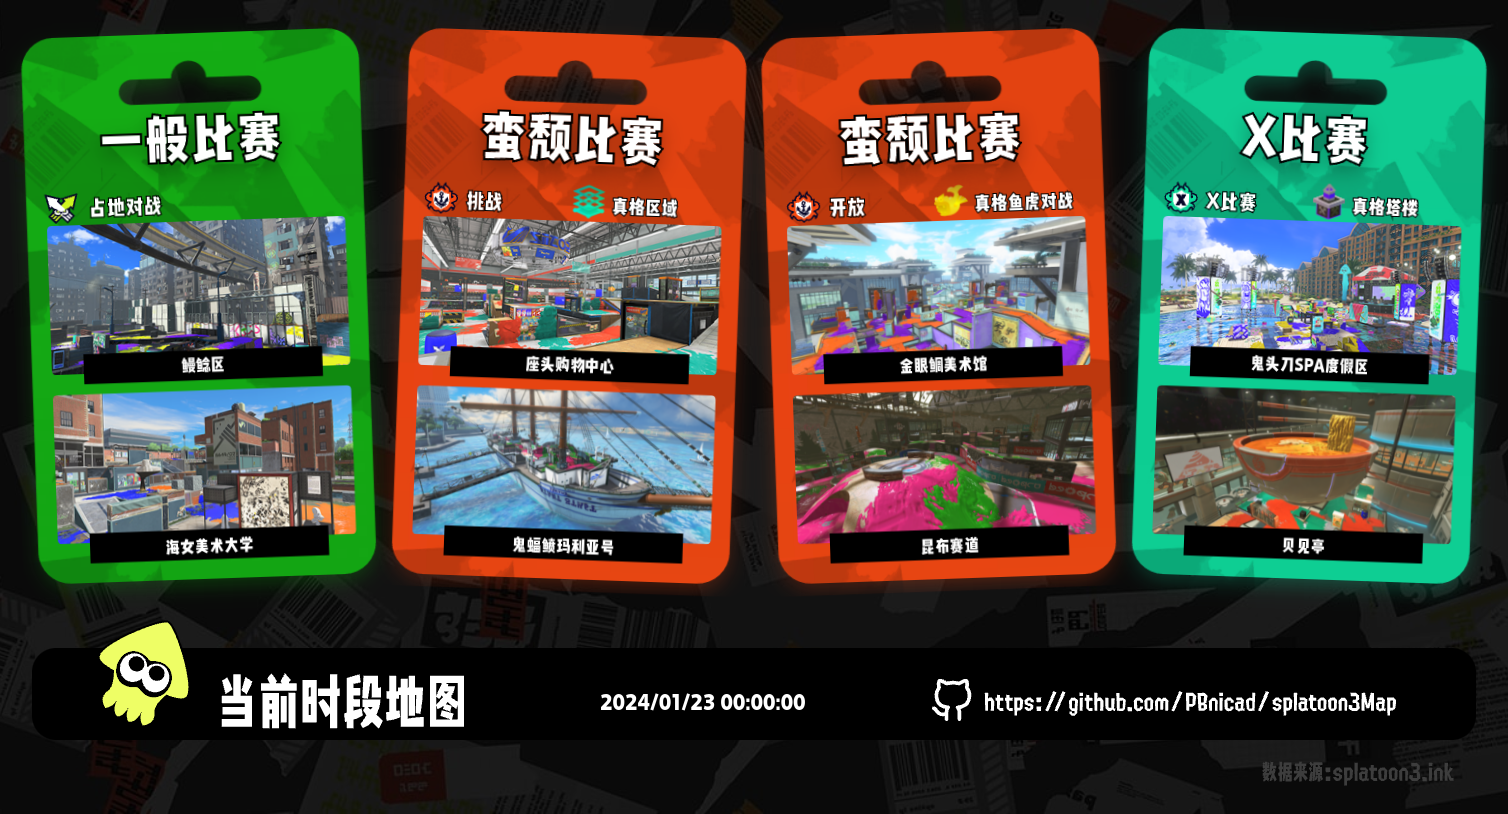 一般比赛
占地对战
鳗鲶区
海女美术大学
蛮颓比赛
挑战
真格区域
座头购物中心
鬼蝠鲼玛利亚号
蛮颓比赛
开放
真格鱼虎对战
金眼鲷美术馆
昆布赛道
X比赛
X比赛
真格塔楼
鬼头刀SPA度假区
贝见亭
当前时段地图
2024/01/23 00:00:00
https://github.com/PBnicad/splatoon3Map
数据来源:splatoon3.ink